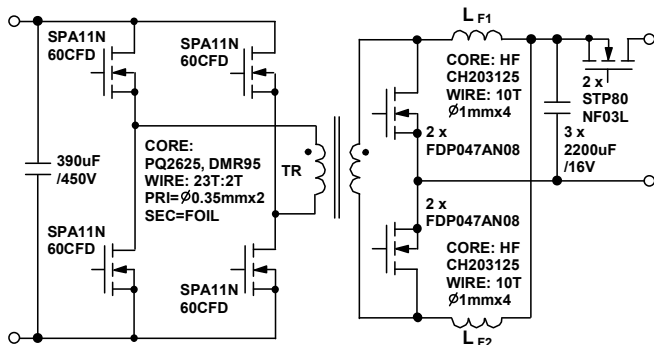 SPA11N
60CFD
SPA11N
60CFD
390uF
/450V
CORE:
PQ2625, DMR95
WIRE: 23T:2T
PRI=Ø0.35mmx2
SEC=FOIL
TR
SPA11N
60CFD
SPA11N
60CFD
L F1
CORE: HF
CH203125
WIRE: 10T
Ø1mmx4
2 x
FDP047AN08
2 x
FDP047AN08
CORE: HF
CH203125
WIRE: 10T
Ø1mmx4
L F2
2 x
STP80
NF03L
3 x
2200uF
/16V